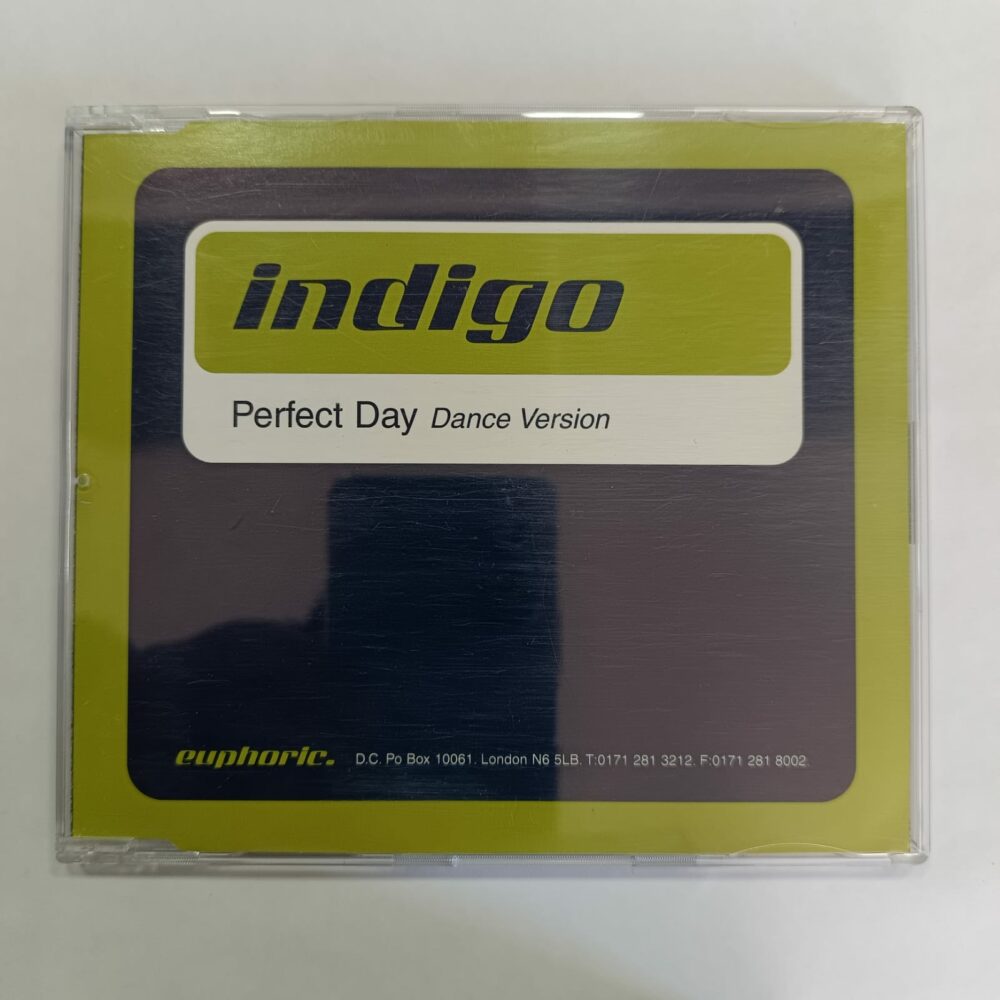 indigo
Perfect Day Dance Version
euphoric. D.C. Po Box 10061. London N6 5LB. T:0171 281 3212. F:0171 281 8002